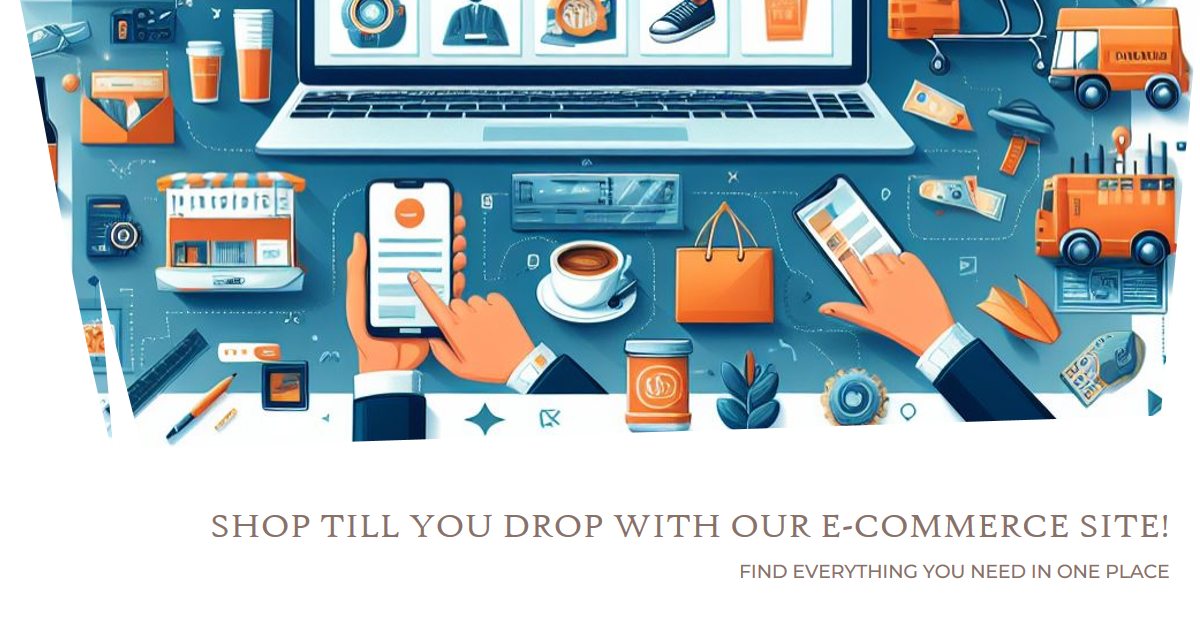 SHOP TILL YOU DROP WITH OUR E-COMMERCE SITE!
FIND EVERYTHING YOU NEED IN ONE PLACE